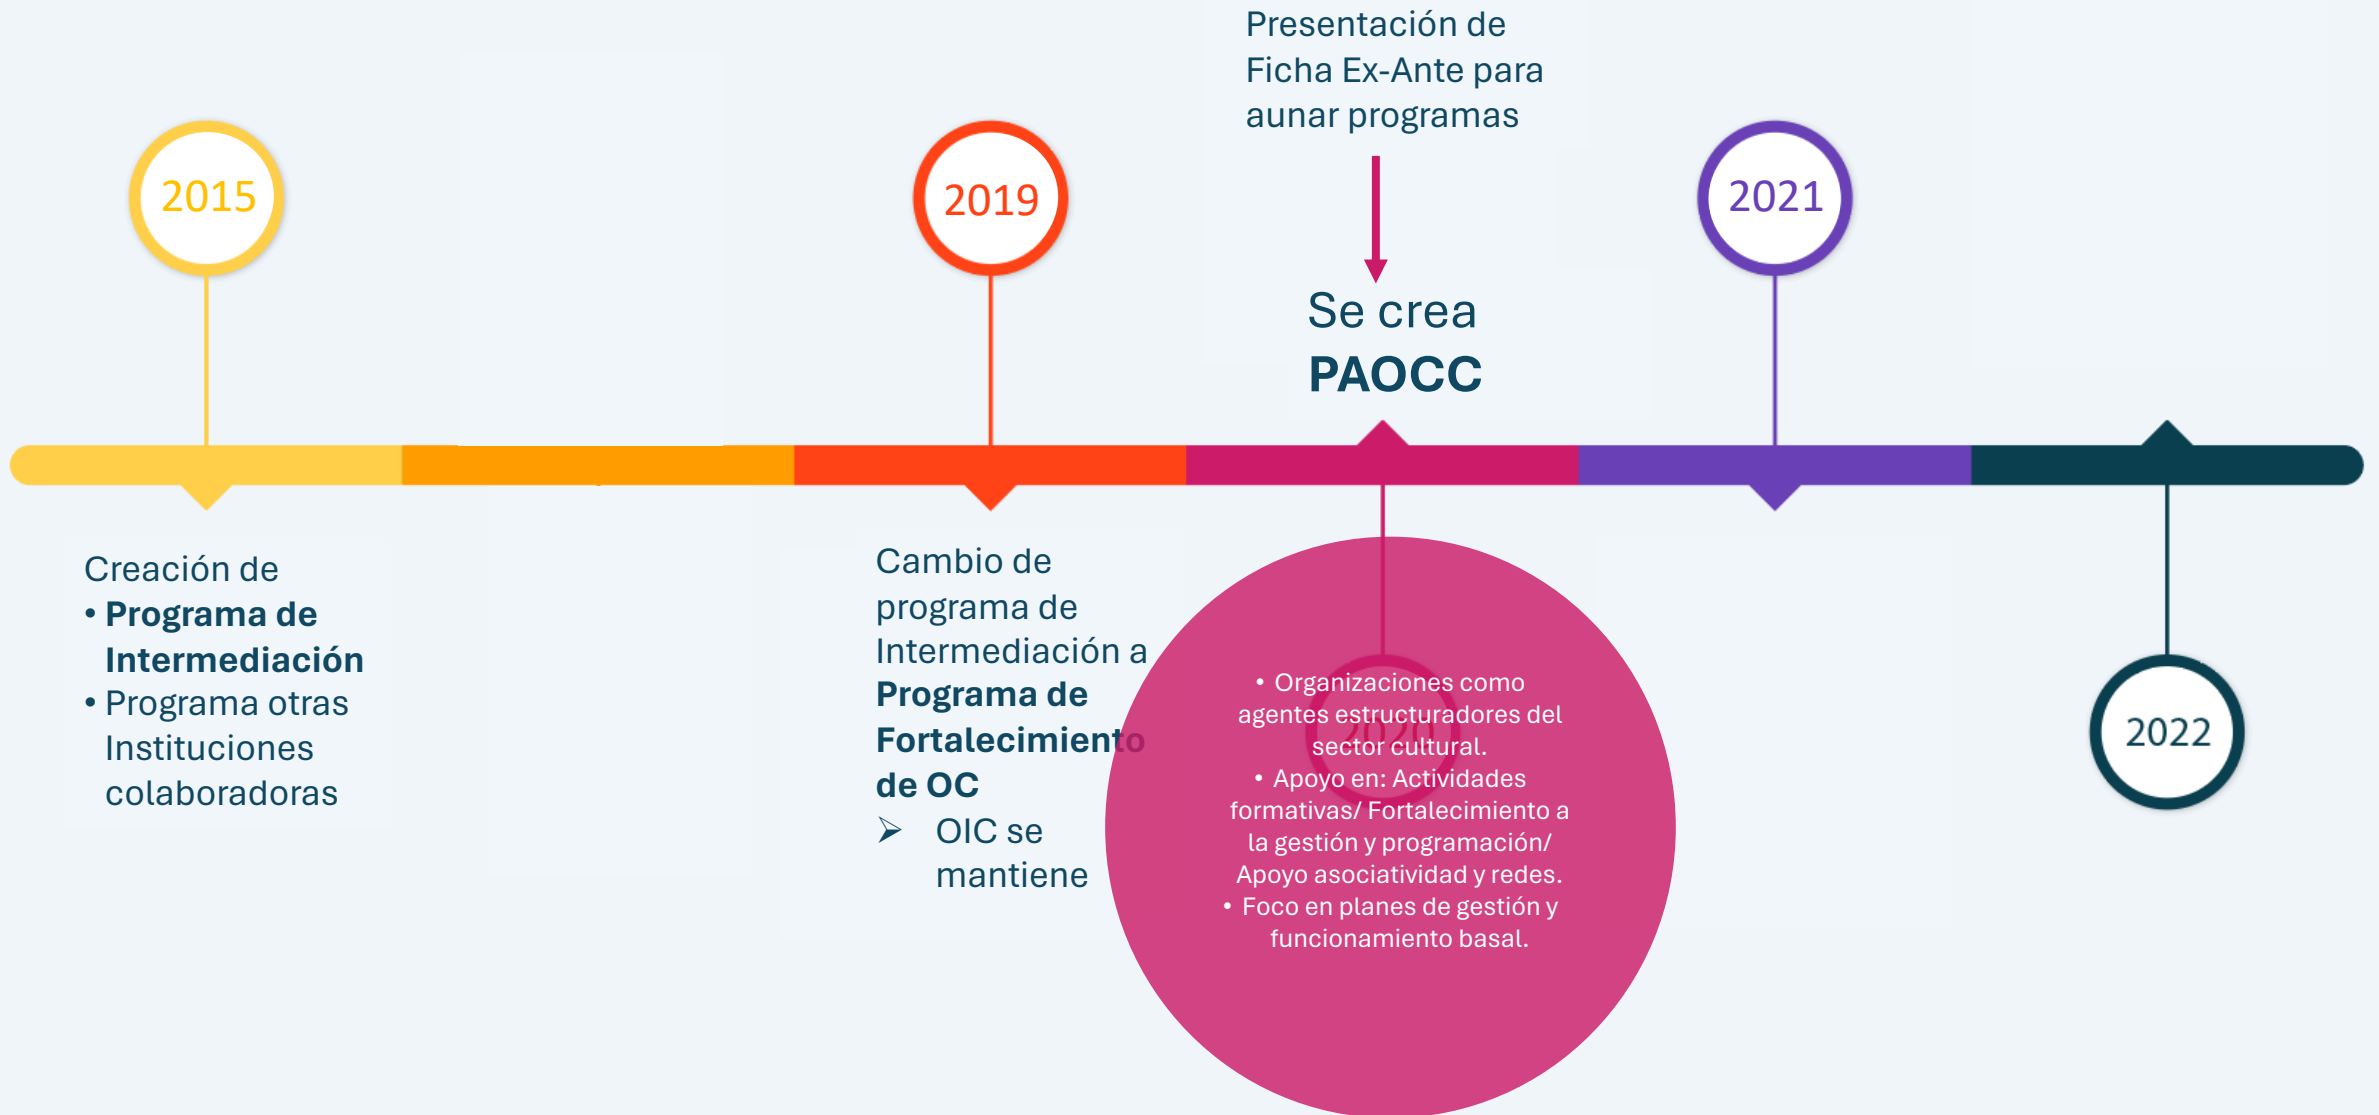 Presentación de
Ficha Ex-Ante para
aunar programas
2015
2019
2021
Se crea
PAOCC
Creación de
• Programa de
Intermediación
• Programa otras
Instituciones
colaboradoras
Cambio de
programa de
Intermediación a
Programa de
Fortalecimiento
de OC
➢ OIC se
mantiene
2020
• Organizaciones como
agentes estructuradores del
sector cultural.
• Apoyo en: Actividades
formativas/ Fortalecimiento a
la gestión y programación/
Apoyo asociatividad y redes.
• Foco en planes de gestión y
funcionamiento basal.
2022